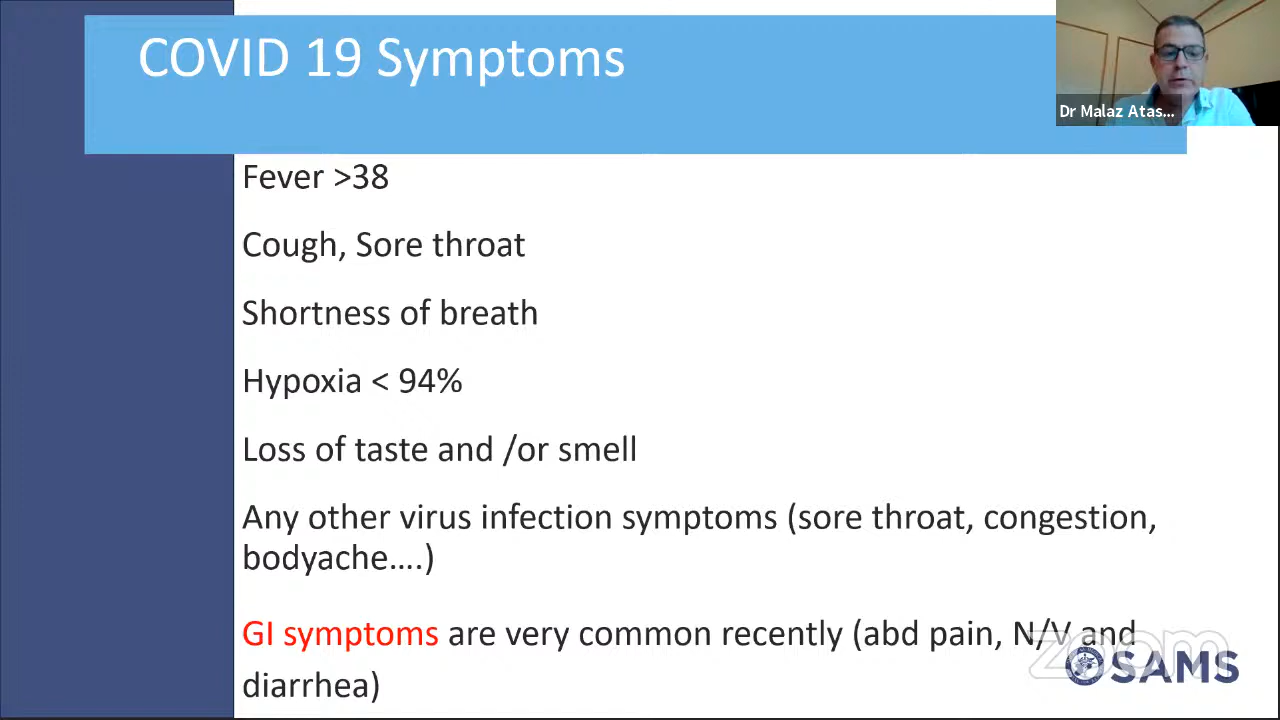 COVID 19 Symptoms
Dr Malaz Atas...
Fever >38
Cough, Sore throat
Shortness of breath
Hypoxia < 94%
Loss of taste and /or smell
Any other virus infection symptoms (sore throat, congestion,
bodyache....)
GI symptoms are very common recently (abd pain, N/V and
diarrhea)
zoom
SAMS